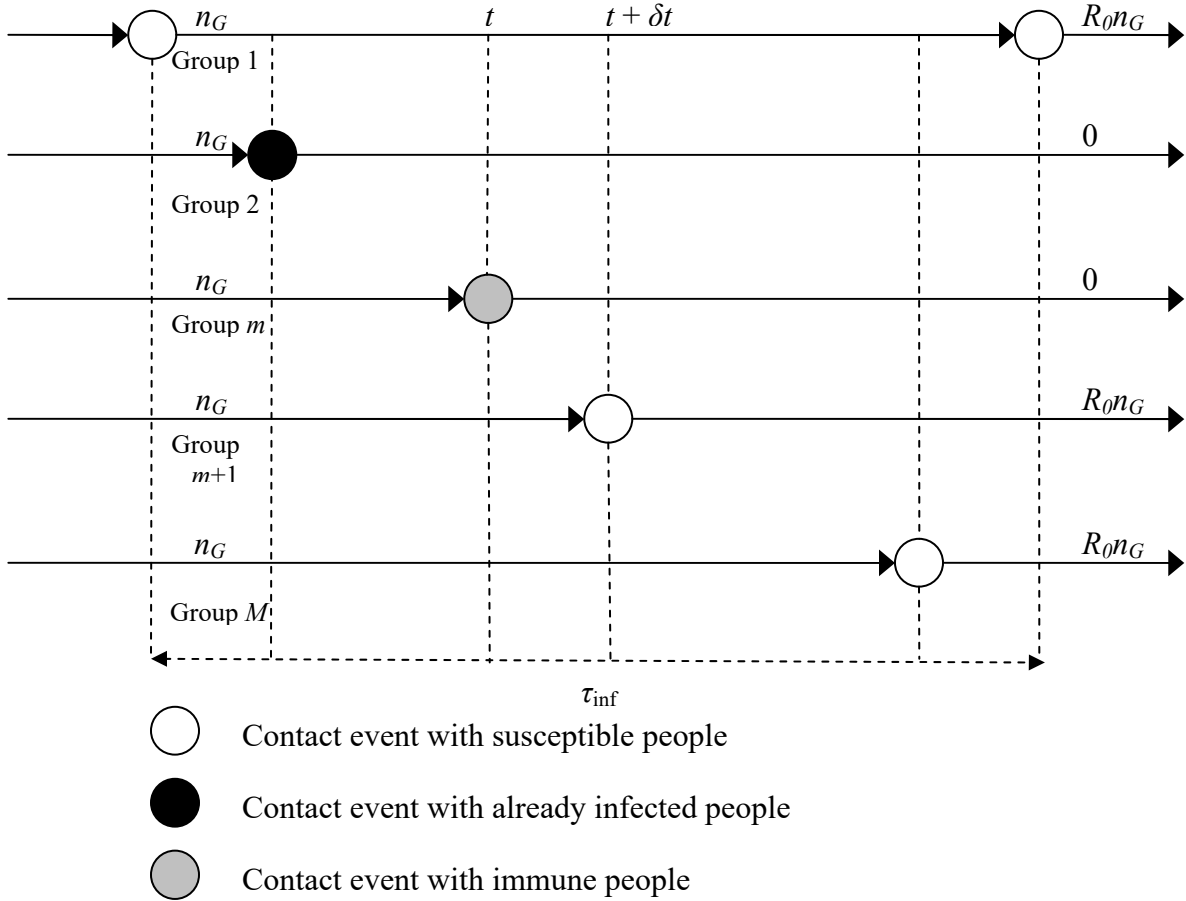 n_G t t + δt R_0n_G
Group 1
n_G 0
Group 2
n_G 0
Group m
n_G R_0n_G
Group
m+1
n_G R_0n_G
Group M
τ_inf
Contact event with susceptible people
Contact event with already infected people
Contact event with immune people